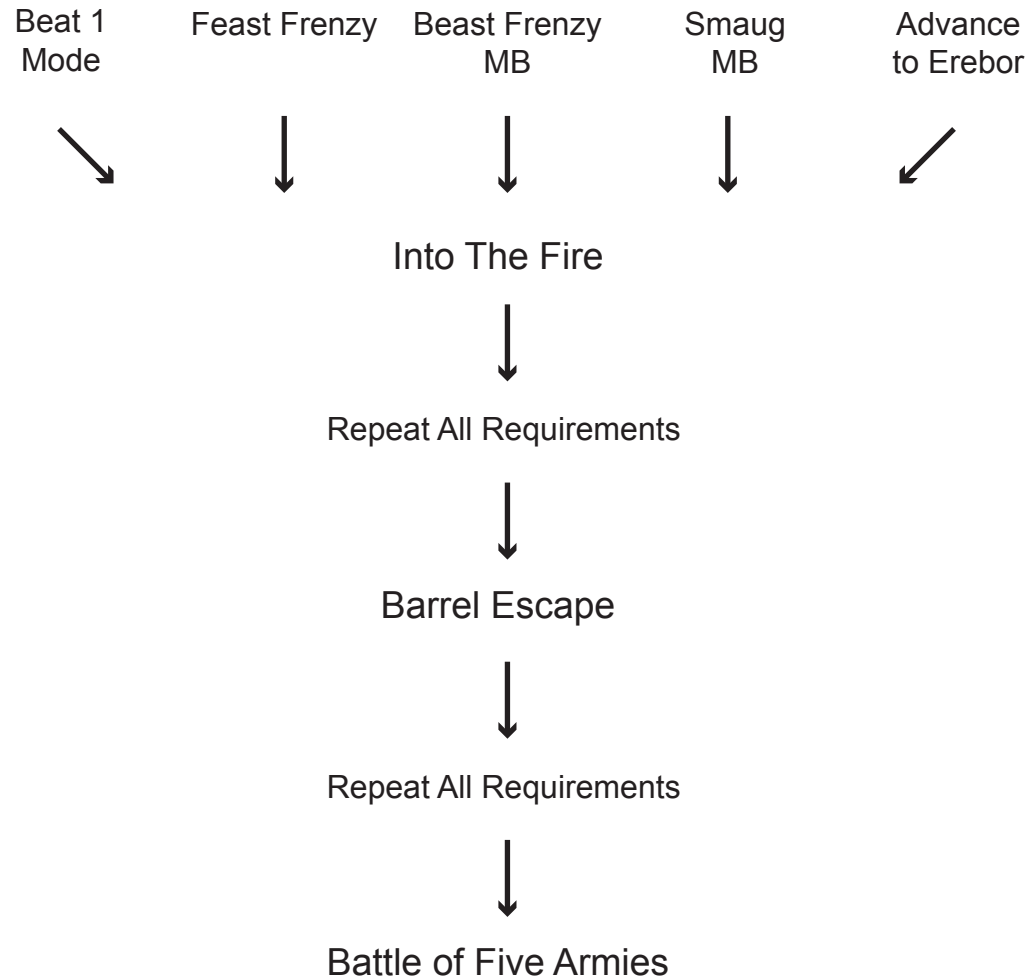 Beat 1
Mode
Feast Frenzy
Beast Frenzy
MB
Smaug
MB
Advance
to Erebor
Into The Fire
Repeat All Requirements
Barrel Escape
Repeat All Requirements
Battle of Five Armies